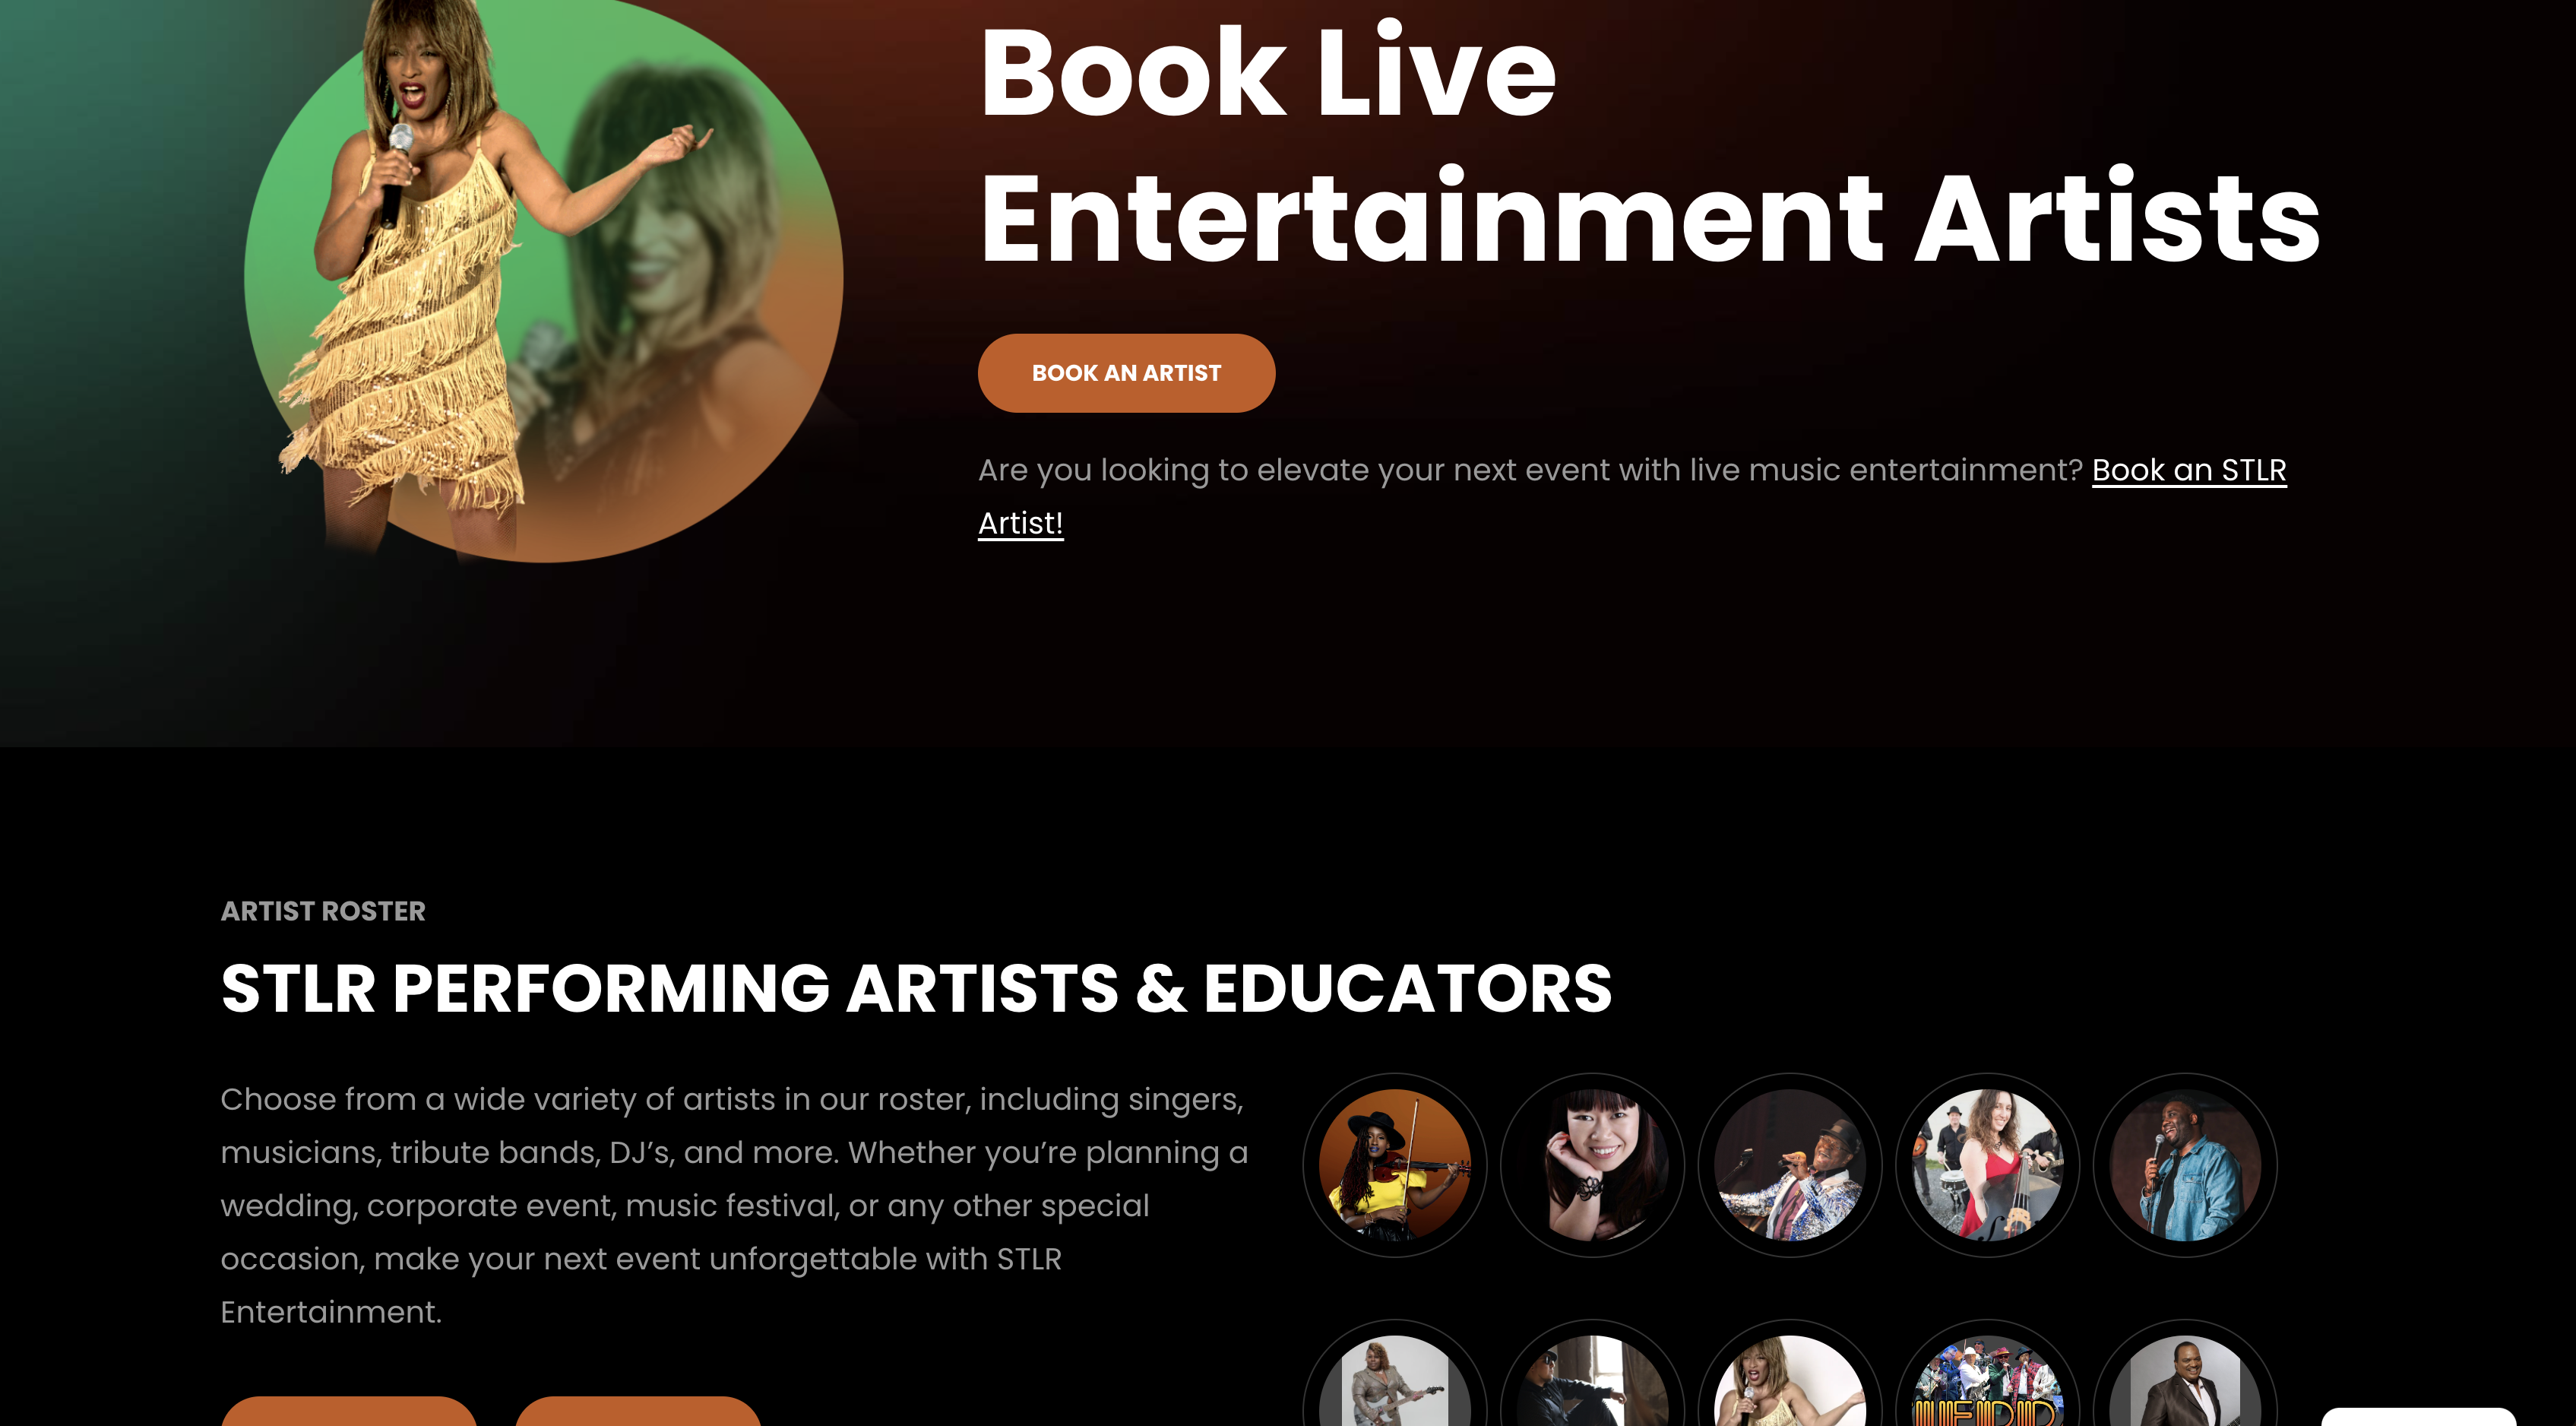 Book Live
Entertainment Artists
BOOK AN ARTIST
Are you looking to elevate your next event with live music entertainment? Book an STLR
Artist!
ARTIST ROSTER
STLR PERFORMING ARTISTS & EDUCATORS
Choose from a wide variety of artists in our roster, including singers,
musicians, tribute bands, DJ’s, and more. Whether you’re planning a
wedding, corporate event, music festival, or any other special
occasion, make your next event unforgettable with STLR
Entertainment.